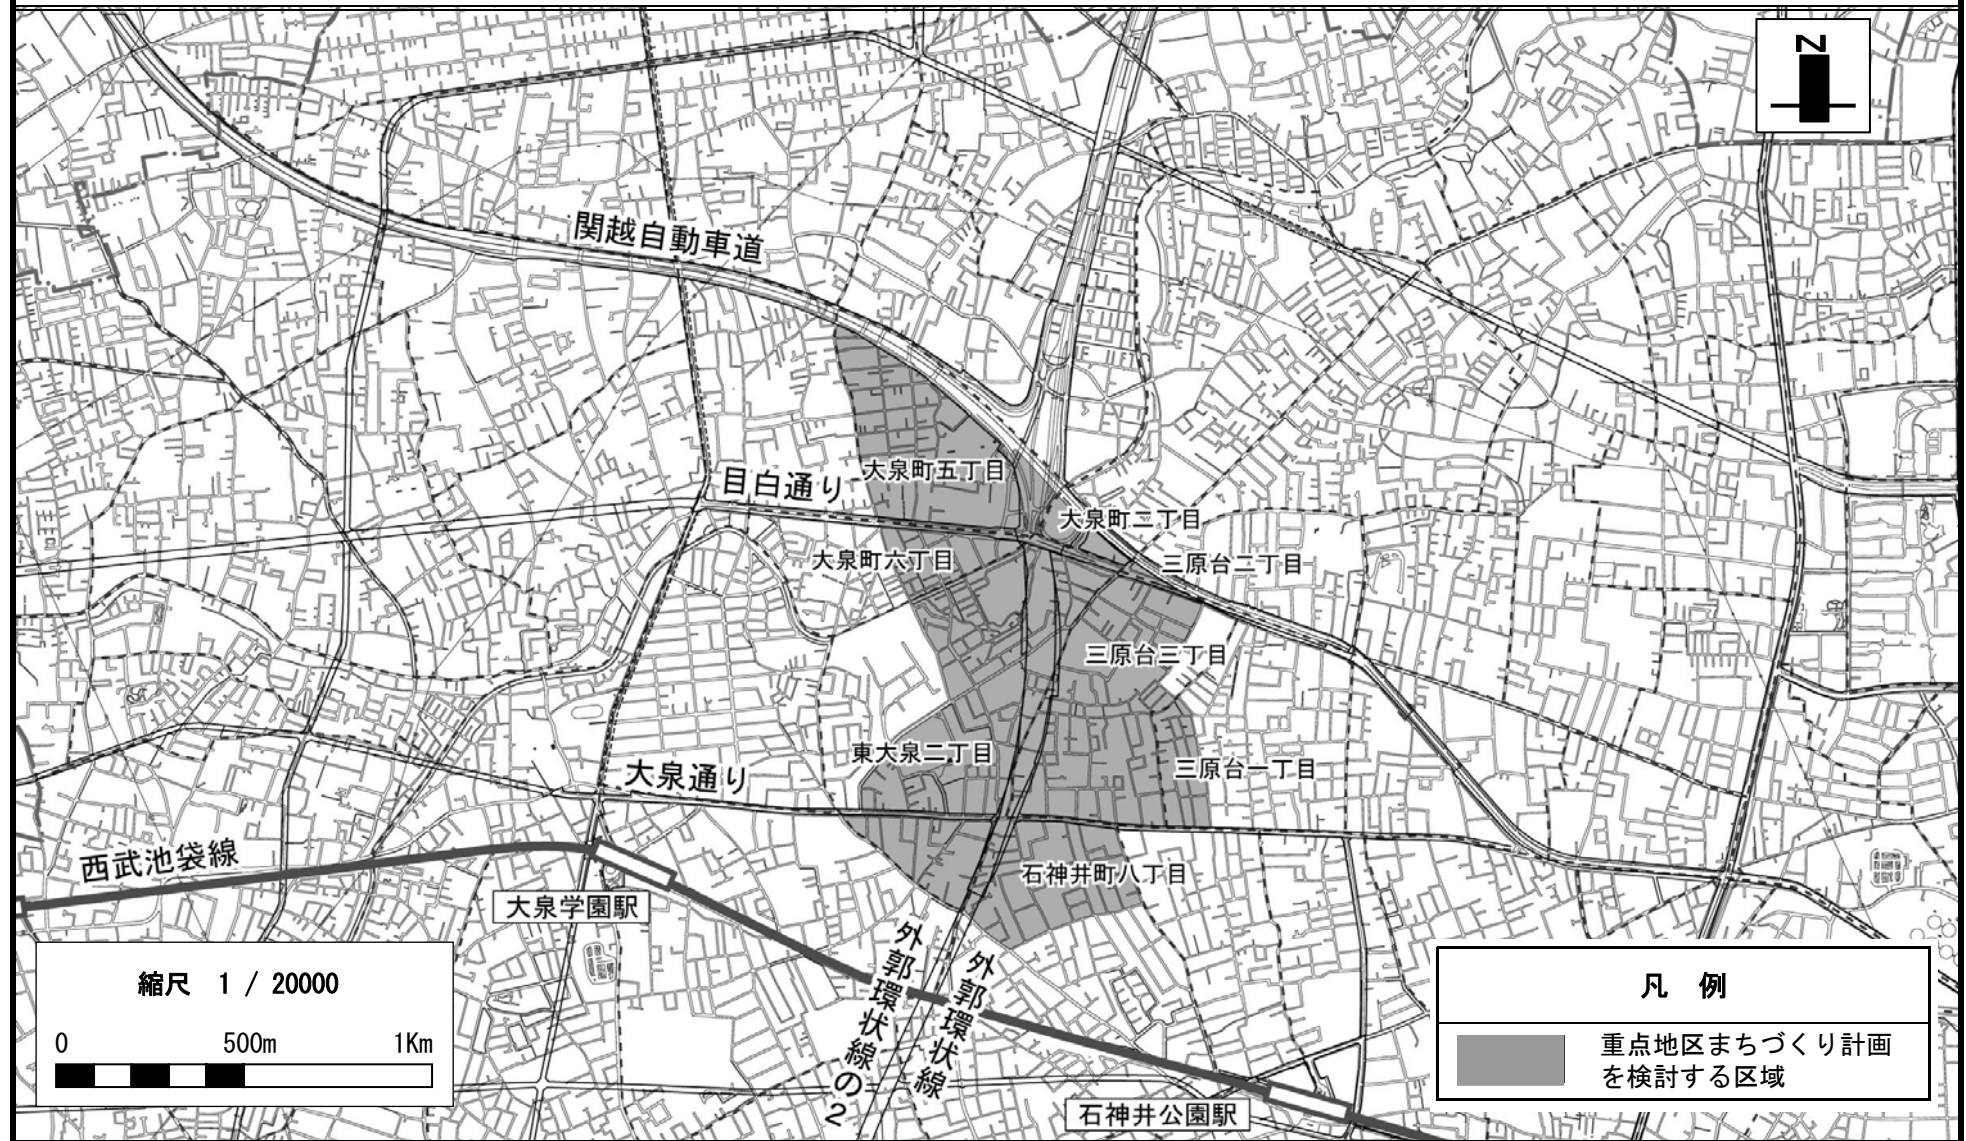 N
関越自動車道
目白通り
大泉町五丁目
大泉町二丁目
大泉町六丁目
三原台二丁目
三原台三丁目
東大泉二丁目
三原台一丁目
大泉通り
西武池袋線
石神井町八丁目
大泉学園駅
外郭環状線の2
外郭環状線
石神井公園駅
縮尺 1 / 20000
0 500m 1Km
凡 例
重点地区まちづくり計画
を検討する区域